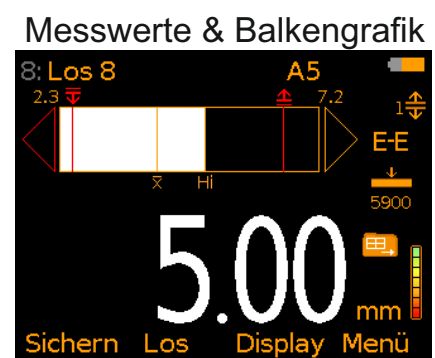 Messwerte & Balkengrafik
8: Los 8 A5
2.3 7.2 1
E-E
x̅ Hi
5900
5.00
mm
Sichern Los Display Menü